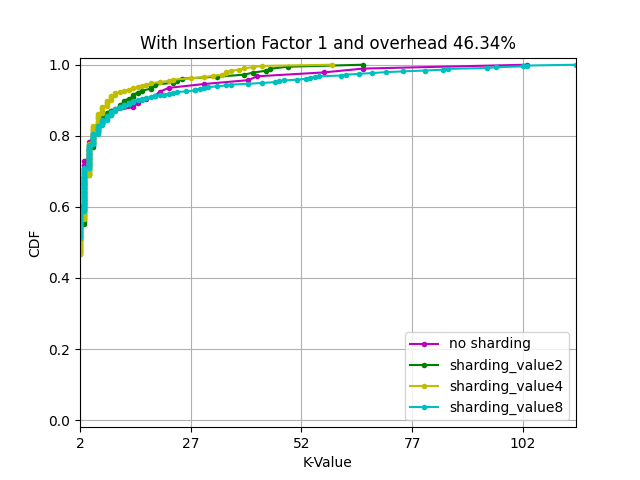 With Insertion Factor 1 and overhead 46.34%
1.0
0.8
0.6
0.4
0.2
0.0
CDF
2 27 52 77 102
K-Value
no sharding
sharding_value2
sharding_value4
sharding_value8